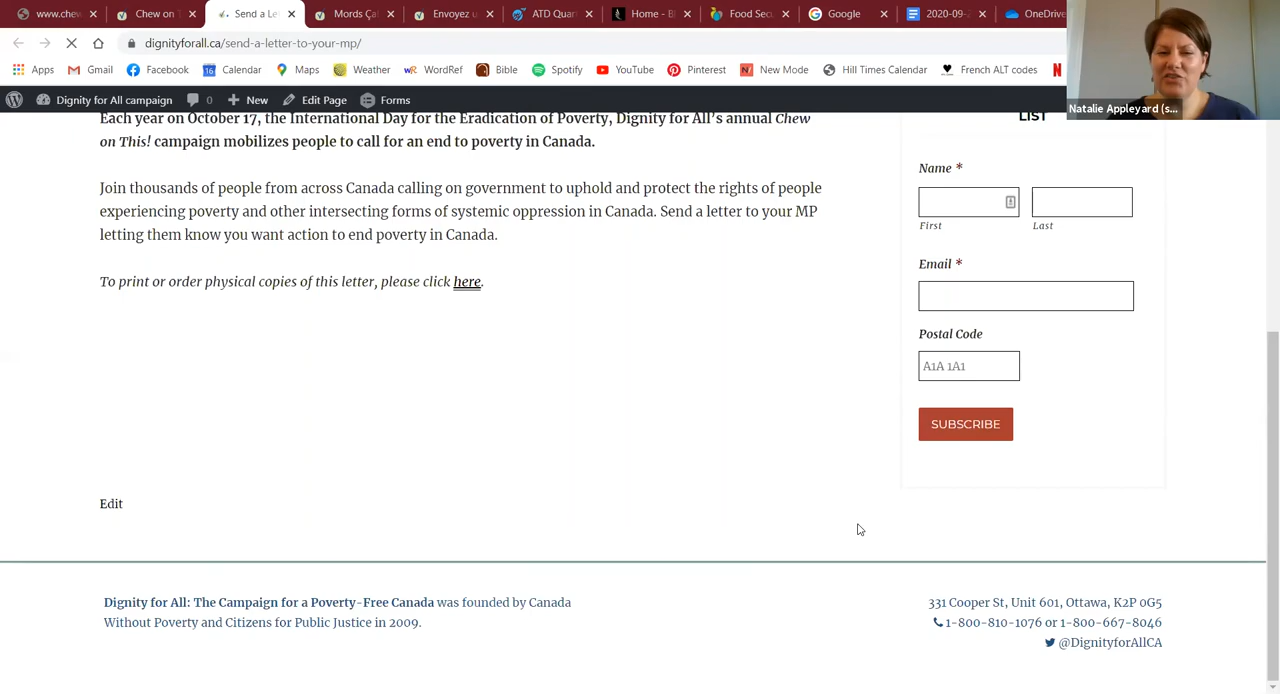 www.chew
Chew on T
Send a Le
Mords Ça
Envoyez u
ATD Quar
Home - B
Food Sec
Google
2020-09-2
OneDrive
dignityforall.ca/send-a-letter-to-your-mp/
Apps Gmail Facebook Calendar Maps Weather WordRef Bible Spotify YouTube Pinterest New Mode Hill Times Calendar French ALT codes
Dignity for All campaign 0 New Edit Page Forms
Natalie Appleyard (s...
Each year on October 17, the International Day for the Eradication of Poverty, Dignity for All's annual Chew
on This! campaign mobilizes people to call for an end to poverty in Canada.
Join thousands of people from across Canada calling on government to uphold and protect the rights of people
experiencing poverty and other intersecting forms of systemic oppression in Canada. Send a letter to your MP
letting them know you want action to end poverty in Canada.
To print or order physical copies of this letter, please click here.
Edit
LIST
Name *
First
Last
Email *
Postal Code
A1A 1A1
SUBSCRIBE
Dignity for All: The Campaign for a Poverty-Free Canada was founded by Canada
Without Poverty and Citizens for Public Justice in 2009.
331 Cooper St, Unit 601, Ottawa, K2P 0G5
1-800-810-1076 or 1-800-667-8046
@DignityforAllCA